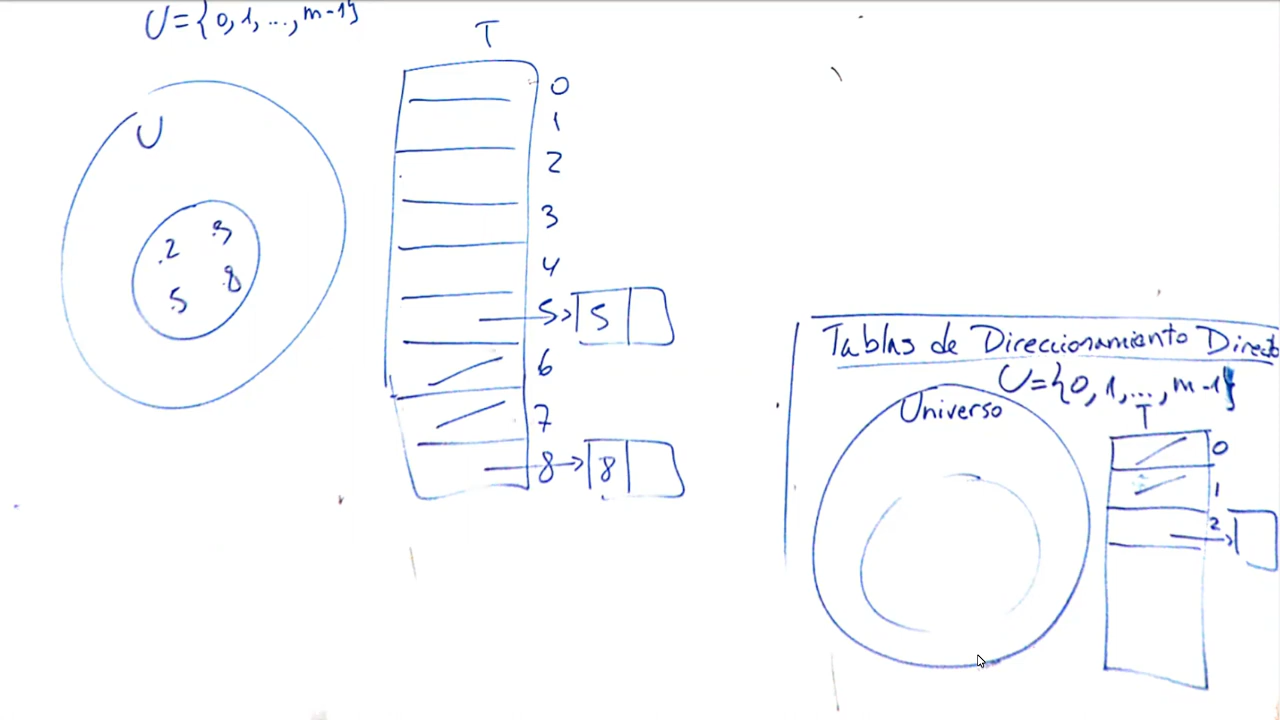 U={0,1,...,m-1}
T
U
.2 .3
.5 .8
0
1
2
3
4
5 5
6
7
8 8
Tablas de Direccionamiento Directo
U={0,1,...,m-1}
Universo
T
0
1
2